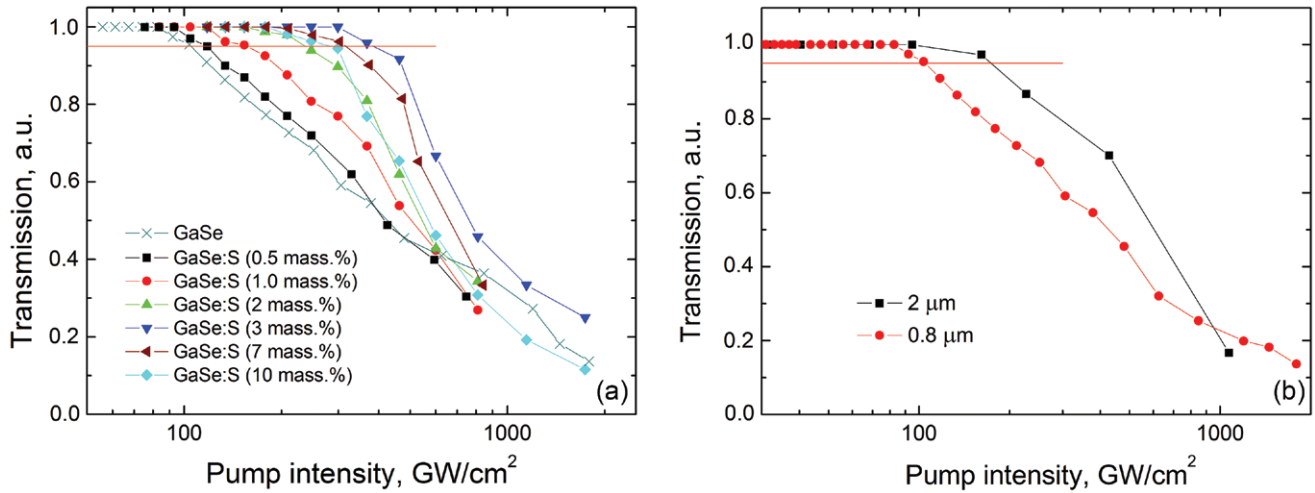 1.0
0.8
0.6
0.4
0.2
0.0
Transmission, a.u.
GaSe
GaSe:S (0.5 mass.%)
GaSe:S (1.0 mass.%)
GaSe:S (2 mass.%)
GaSe:S (3 mass.%)
GaSe:S (7 mass.%)
GaSe:S (10 mass.%)
(a)
100
1000
Pump intensity, GW/cm²
1.0
0.8
0.6
0.4
0.2
0.0
Transmission, a.u.
2 μm
0.8 μm
(b)
100
1000
Pump intensity, GW/cm²